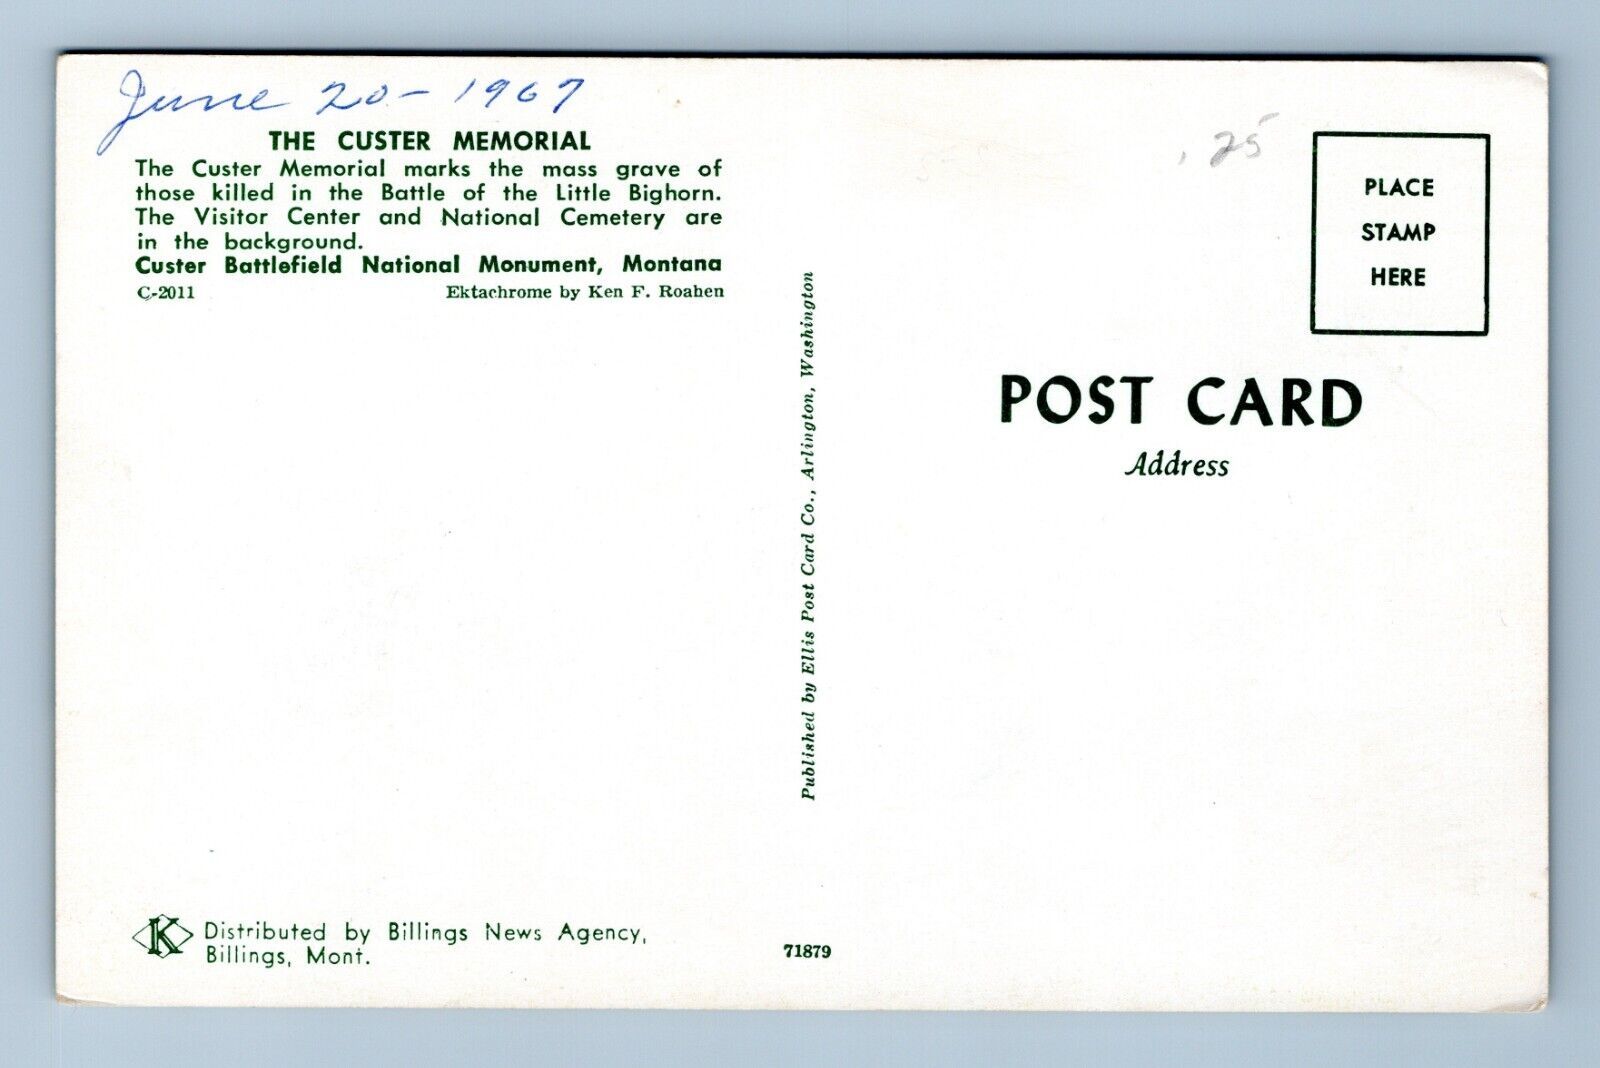 June 20 - 1967
THE CUSTER MEMORIAL
The Custer Memorial marks the mass grave of
those killed in the Battle of the Little Bighorn.
The Visitor Center and National Cemetery are
in the background.
Custer Battlefield National Monument, Montana
C-2011 Ektachrome by Ken F. Roahen
K Distributed by Billings News Agency,
Billings, Mont.
Published by Ellis Post Card Co., Arlington, Washington
71879
.25
PLACE
STAMP
HERE
POST CARD
Address